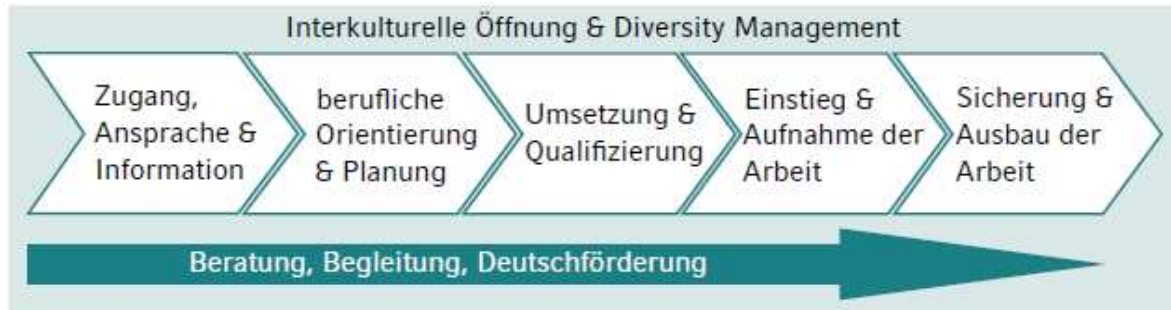 Interkulturelle Öffnung & Diversity Management
Zugang,
Ansprache &
Information
berufliche
Orientierung
& Planung
Umsetzung &
Qualifizierung
Einstieg &
Aufnahme der
Arbeit
Sicherung &
Ausbau der
Arbeit
Beratung, Begleitung, Deutschförderung